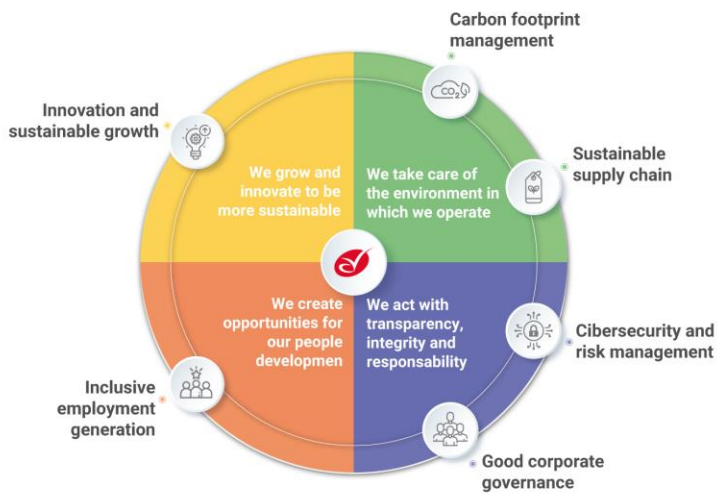 Carbon footprint
management
Innovation and
sustainable growth
CO2
Sustainable
supply chain
We grow and
innovate to be
more sustainable
We take care of
the environment in
which we operate
We create
opportunities for
our people
developmen
We act with
transparency,
integrity and
responsability
Cibersecurity and
risk management
Inclusive
employment
generation
Good corporate
governance